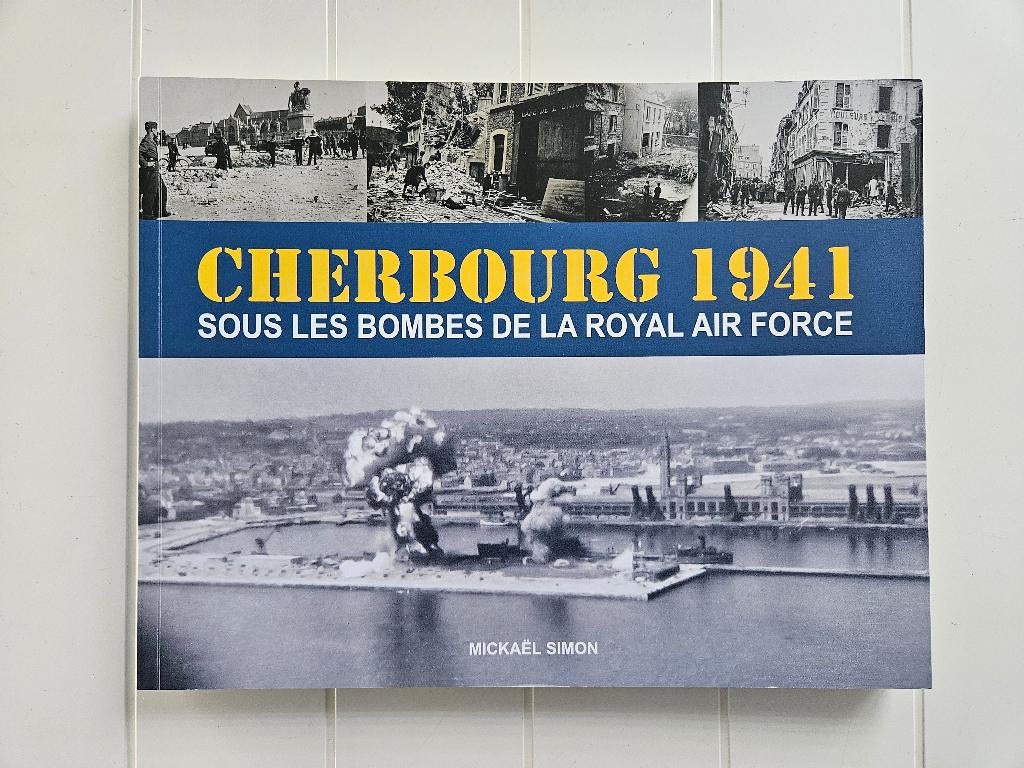 CHERBOURG 1941
SOUS LES BOMBES DE LA ROYAL AIR FORCE
MICKAËL SIMON